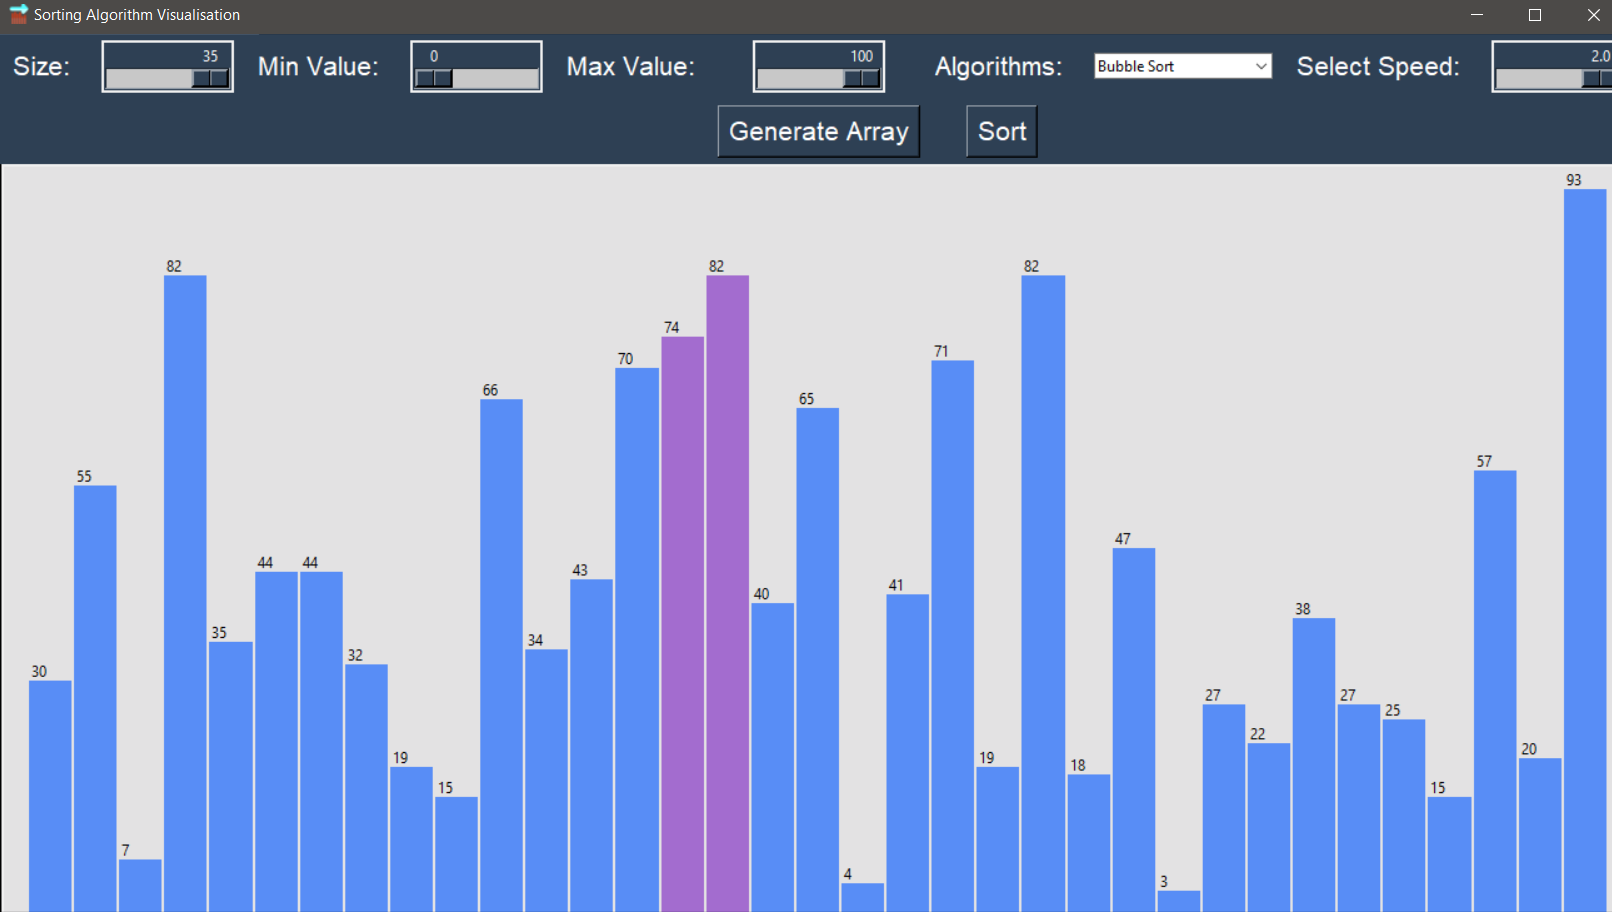 Sorting Algorithm Visualisation
Size: 35 Min Value: 0 Max Value: 100 Algorithms: Bubble Sort Select Speed: 2.0
Generate Array Sort
30 55 7 82 35 44 44 32 19 15 66 34 43 70 74 82 40 65 4 41 71 19 82 18 47 3 27 22 38 27 25 15 57 20 93